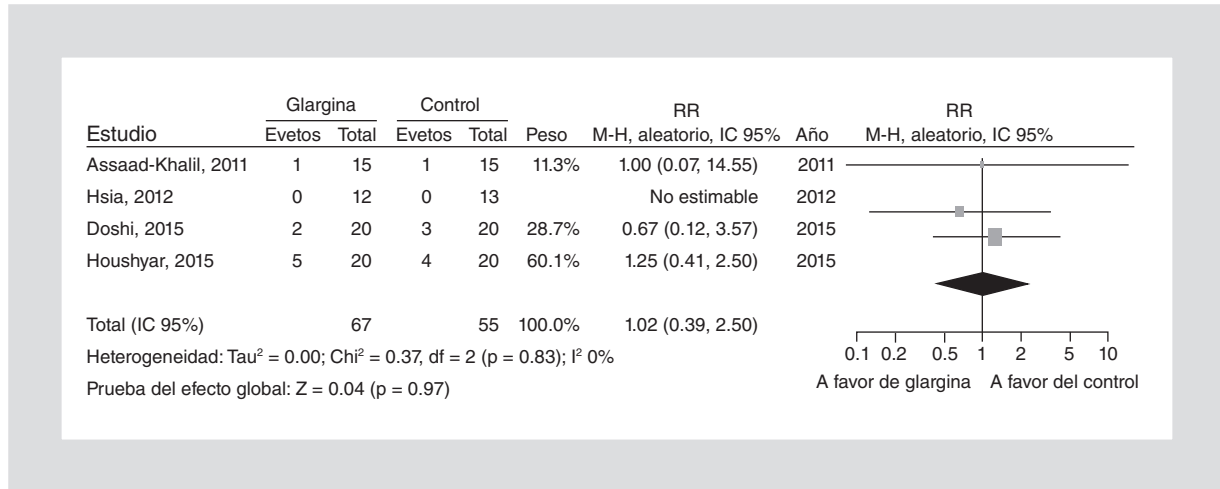 Glargina Control RR RR
Estudio Evetos Total Evetos Total Peso M-H, aleatorio, IC 95% Año M-H, aleatorio, IC 95%
Assaad-Khalil, 2011 1 15 1 15 11.3% 1.00 (0.07, 14.55) 2011
Hsia, 2012 0 12 0 13 No estimable 2012
Doshi, 2015 2 20 3 20 28.7% 0.67 (0.12, 3.57) 2015
Houshyar, 2015 5 20 4 20 60.1% 1.25 (0.41, 2.50) 2015
Total (IC 95%) 67 55 100.0% 1.02 (0.39, 2.50)
Heterogeneidad: Tau² = 0.00; Chi² = 0.37, df = 2 (p = 0.83); I² 0%
Prueba del efecto global: Z = 0.04 (p = 0.97)
0.1 0.2 0.5 1 2 5 10
A favor de glargina A favor del control